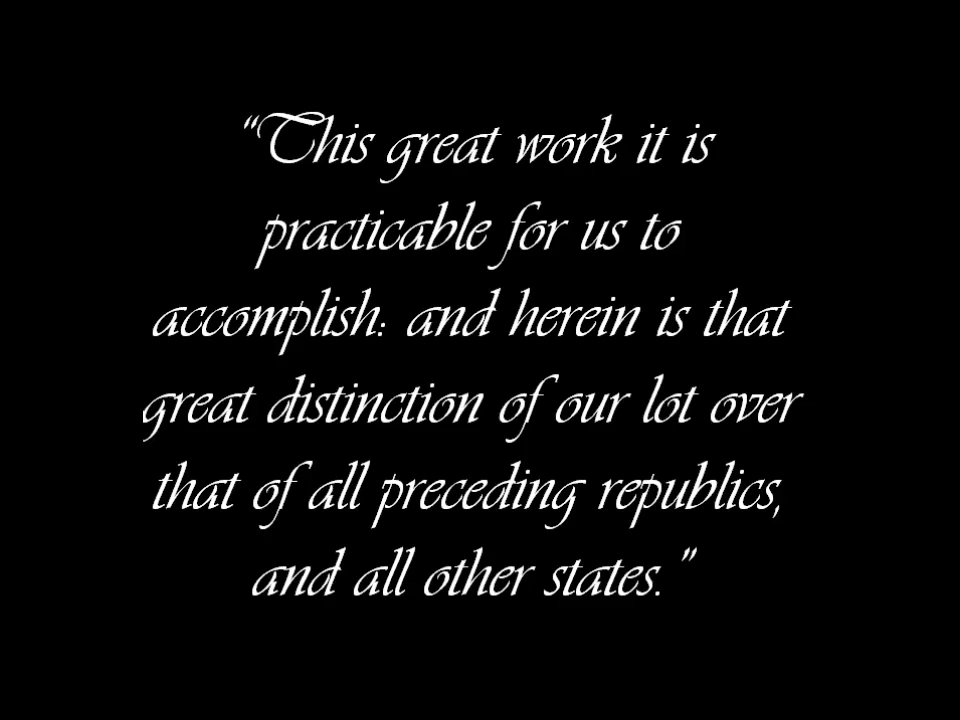 "This great work it is
practicable for us to
accomplish: and herein is that
great distinction of our lot over
that of all preceding republics,
and all other states."